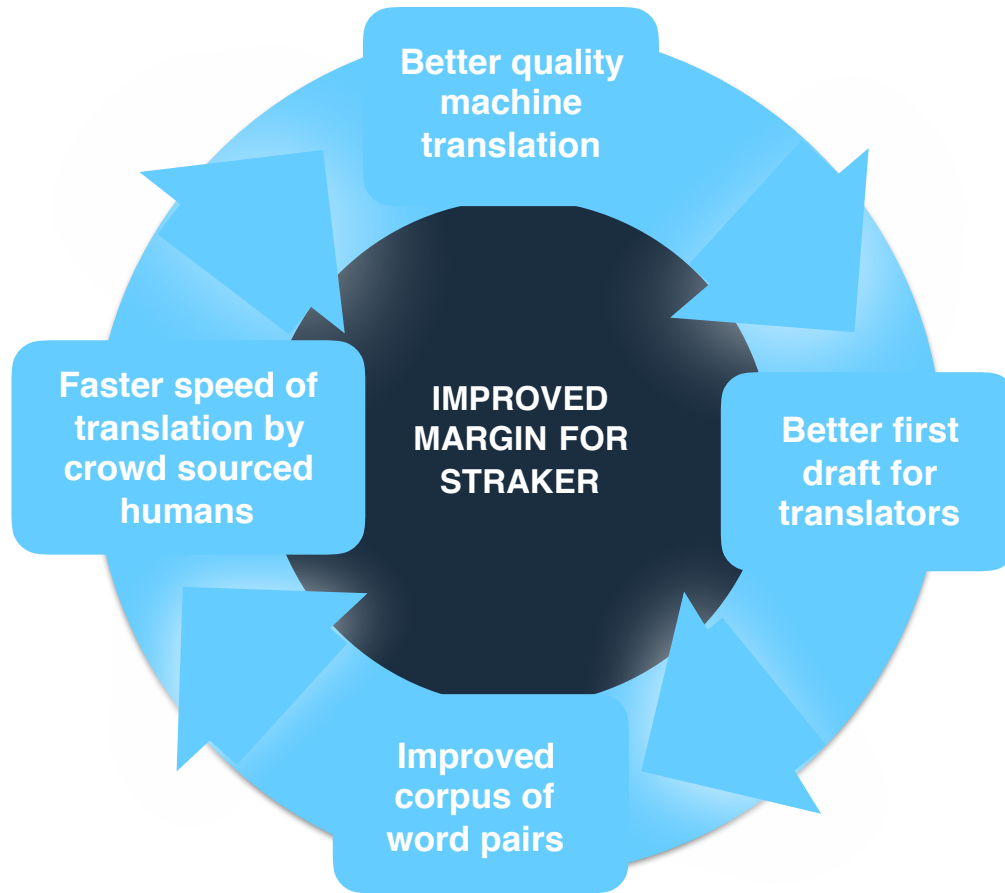 Better quality
machine
translation
Faster speed of
translation by
crowd sourced
humans
IMPROVED
MARGIN FOR
STRAKER
Better first
draft for
translators
Improved
corpus of
word pairs